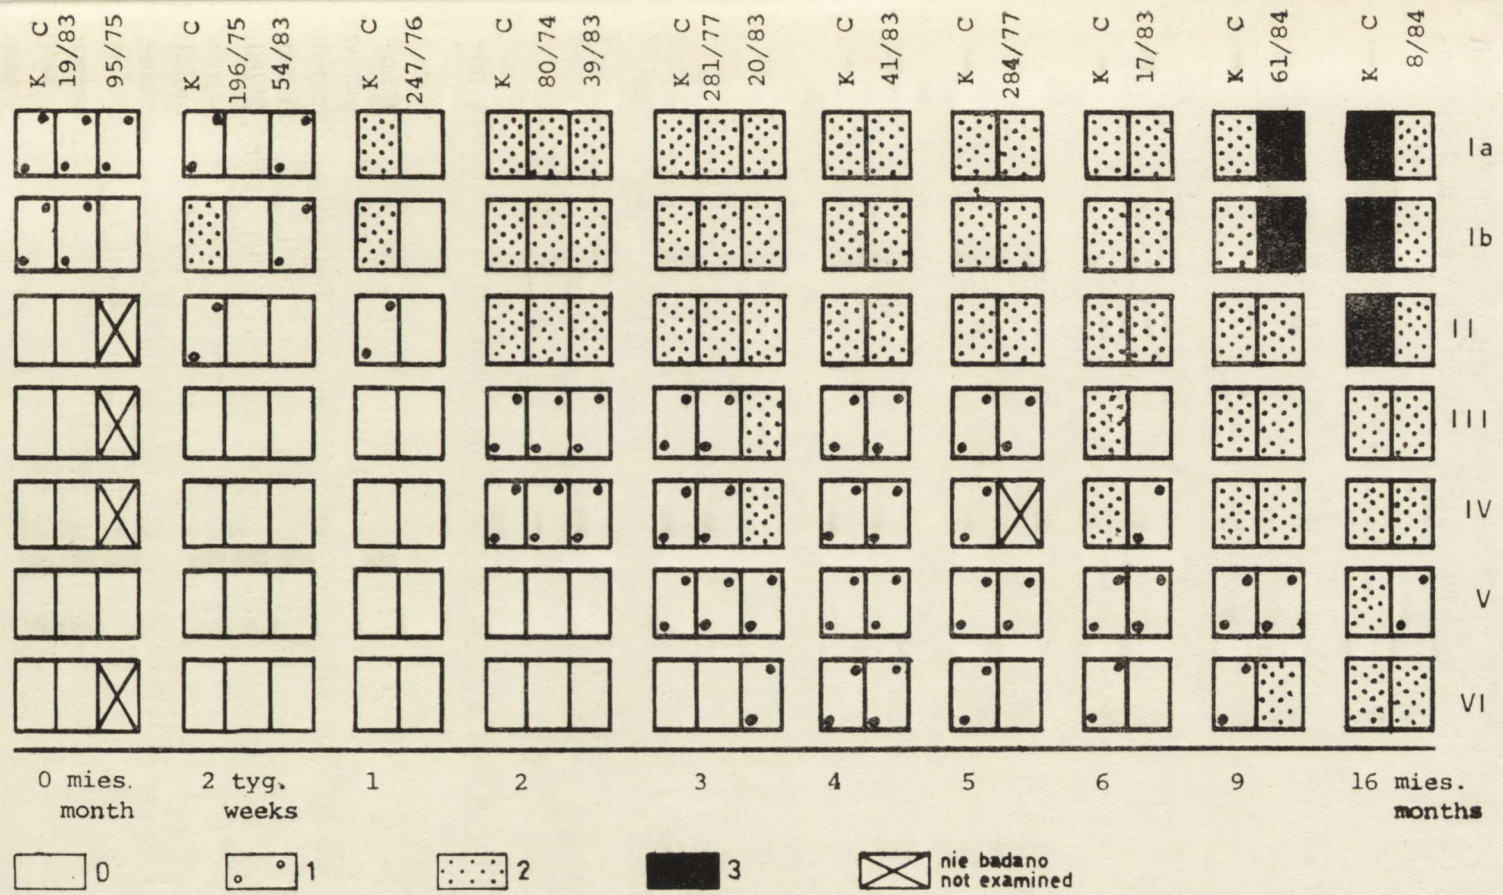 K C 19/83 95/75 K C 196/75 54/83 K C 247/76 K C 80/74 39/83 K C 281/77 20/83 K C 41/83 K C 284/77 K C 17/83 K C 61/84 K C 8/84
Ia
Ib
II
III
IV
V
VI
0 mies. 2 tyg. 1 2 3 4 5 6 9 16 mies.
month weeks months
0 1 2 3 nie badano
not examined